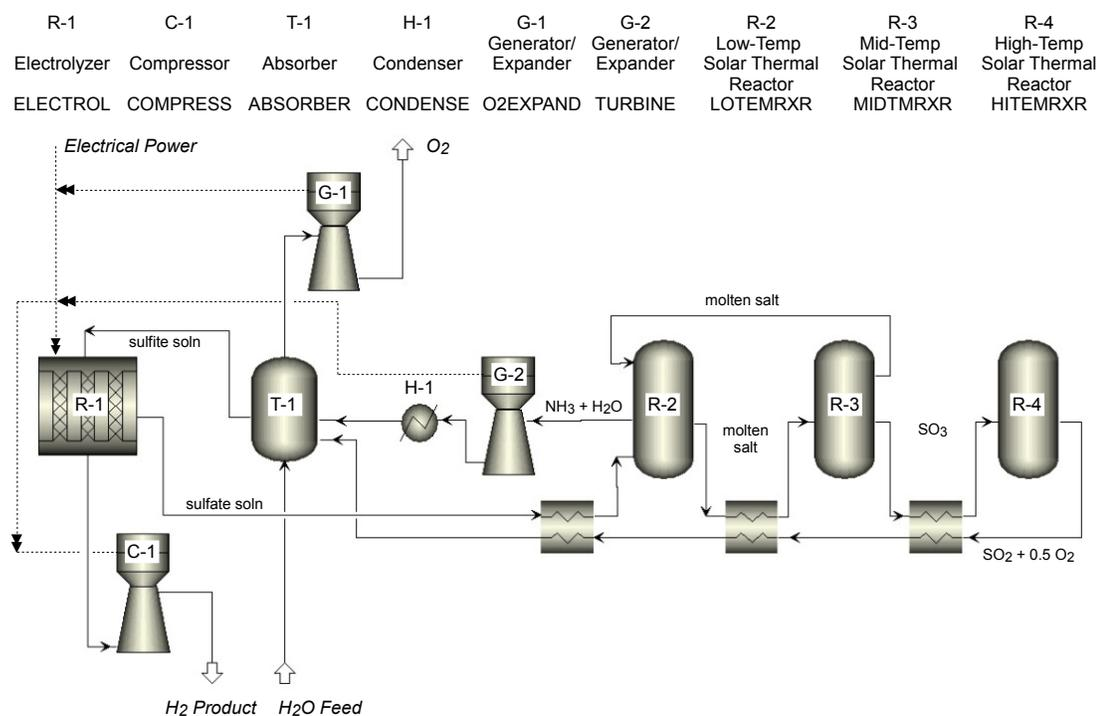 R-1 C-1 T-1 H-1 G-1 G-2 R-2 R-3 R-4
Generator/ Generator/ Low-Temp Mid-Temp High-Temp
Electrolyzer Compressor Absorber Condenser Expander Expander Solar Thermal Solar Thermal Solar Thermal
Reactor Reactor Reactor
ELECTROL COMPRESS ABSORBER CONDENSE O2EXPAND TURBINE LOTEMRXR MIDTMRXR HITEMRXR
Electrical Power
O2
G-1
molten salt
sulfite soln
G-2
H-1
R-1
T-1
NH3 + H2O
R-2
molten
salt
R-3
SO3
R-4
sulfate soln
C-1
SO2 + 0.5 O2
H2 Product
H2O Feed